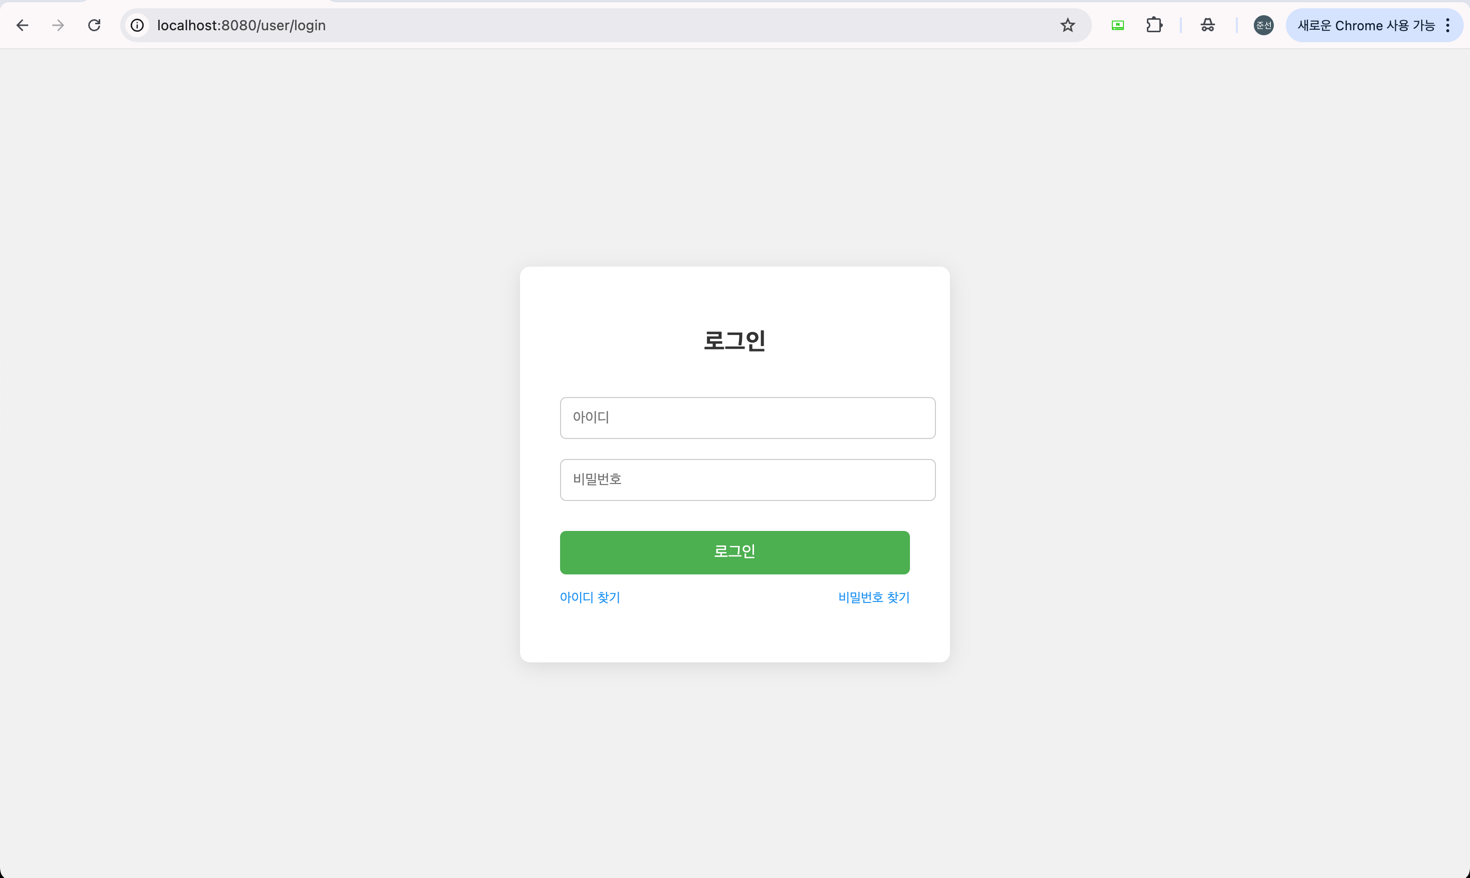 localhost:8080/user/login
준선
새로운 Chrome 사용 가능
로그인
아이디
비밀번호
로그인
아이디 찾기 비밀번호 찾기